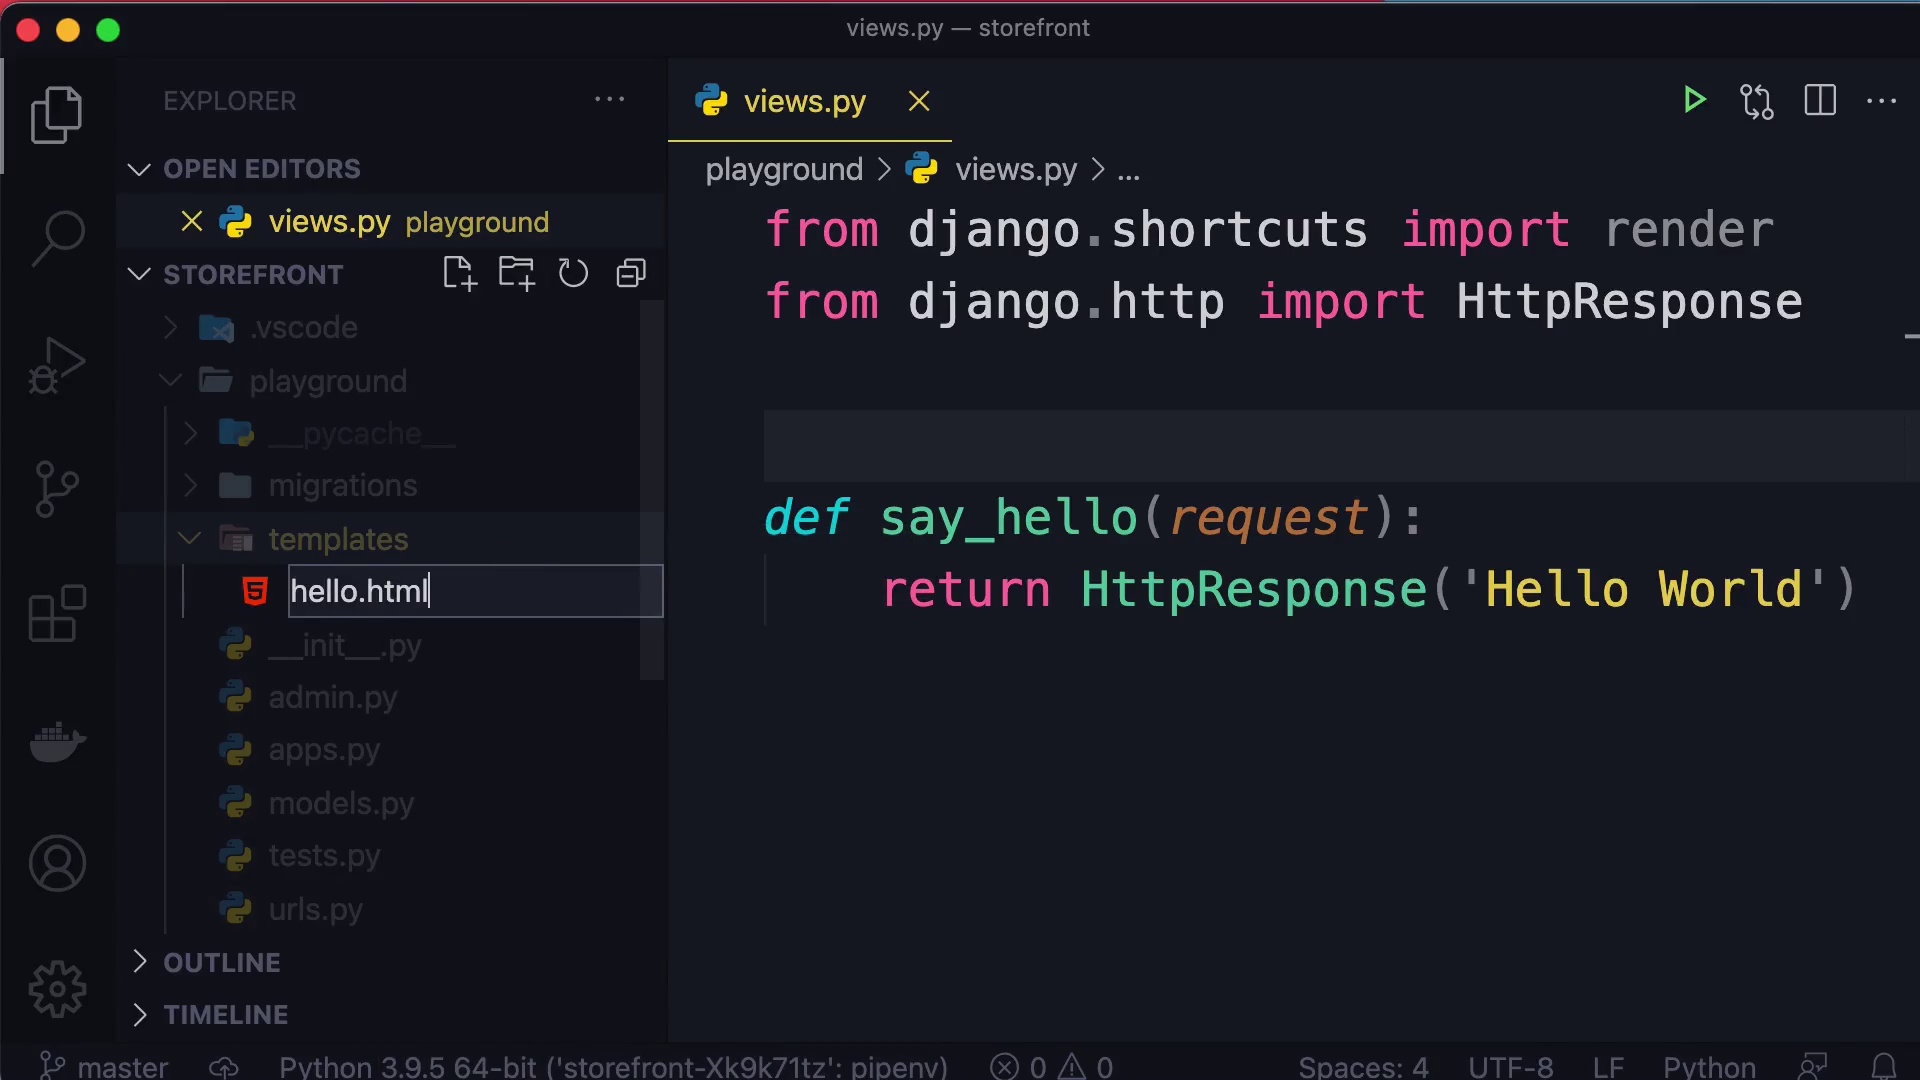 views.py — storefront
EXPLORER
OPEN EDITORS
views.py playground
STOREFRONT
.vscode
playground
__pycache__
migrations
templates
hello.html
__init__.py
admin.py
apps.py
models.py
tests.py
urls.py
OUTLINE
TIMELINE
views.py
playground > views.py > ...
from django.shortcuts import render
from django.http import HttpResponse
def say_hello(request):
return HttpResponse('Hello World')
master Python 3.9.5 64-bit ('storefront-Xk9k71tz': pipenv) 0 0 Spaces: 4 UTF-8 LF Python